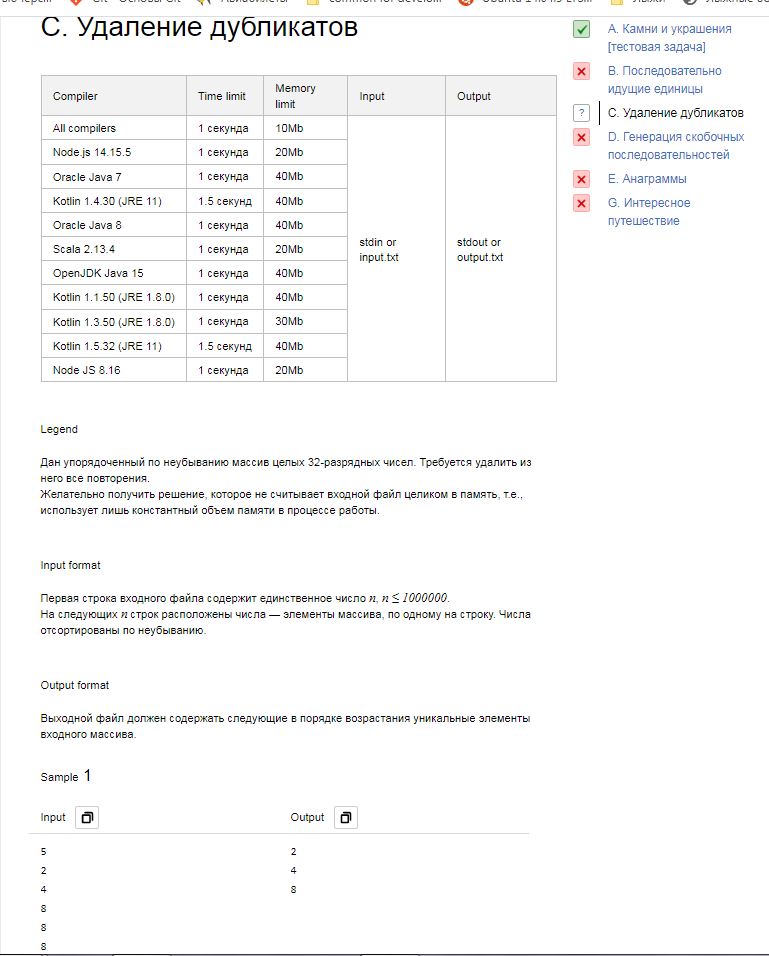 C. Удаление дубликатов
Compiler Time limit Memory limit Input Output
All compilers 1 секунда 10Mb
Node.js 14.15.5 1 секунда 20Mb
Oracle Java 7 1 секунда 40Mb
Kotlin 1.4.30 (JRE 11) 1.5 секунд 40Mb
Oracle Java 8 1 секунда 40Mb
Scala 2.13.4 1 секунда 20Mb
stdin or input.txt
stdout or output.txt
OpenJDK Java 15 1 секунда 40Mb
Kotlin 1.1.50 (JRE 1.8.0) 1 секунда 40Mb
Kotlin 1.3.50 (JRE 1.8.0) 1 секунда 30Mb
Kotlin 1.5.32 (JRE 11) 1.5 секунд 40Mb
Node JS 8.16 1 секунда 20Mb
Legend
Дан упорядоченный по неубыванию массив целых 32-разрядных чисел. Требуется удалить из
него все повторения.
Желательно получить решение, которое не считывает входной файл целиком в память, т.е.,
использует лишь константный объем памяти в процессе работы.
Input format
Первая строка входного файла содержит единственное число n, n ≤ 1000000.
На следующих n строк расположены числа — элементы массива, по одному на строку. Числа
отсортированы по неубыванию.
Output format
Выходной файл должен содержать следующие в порядке возрастания уникальные элементы
входного массива.
Sample 1
Input Output
5 2
2 4
4 8
8
8
8
A. Камни и украшения
[тестовая задача]
B. Последовательно
идущие единицы
? C. Удаление дубликатов
D. Генерация скобочных
последовательностей
E. Анаграммы
G. Интересное
путешествие